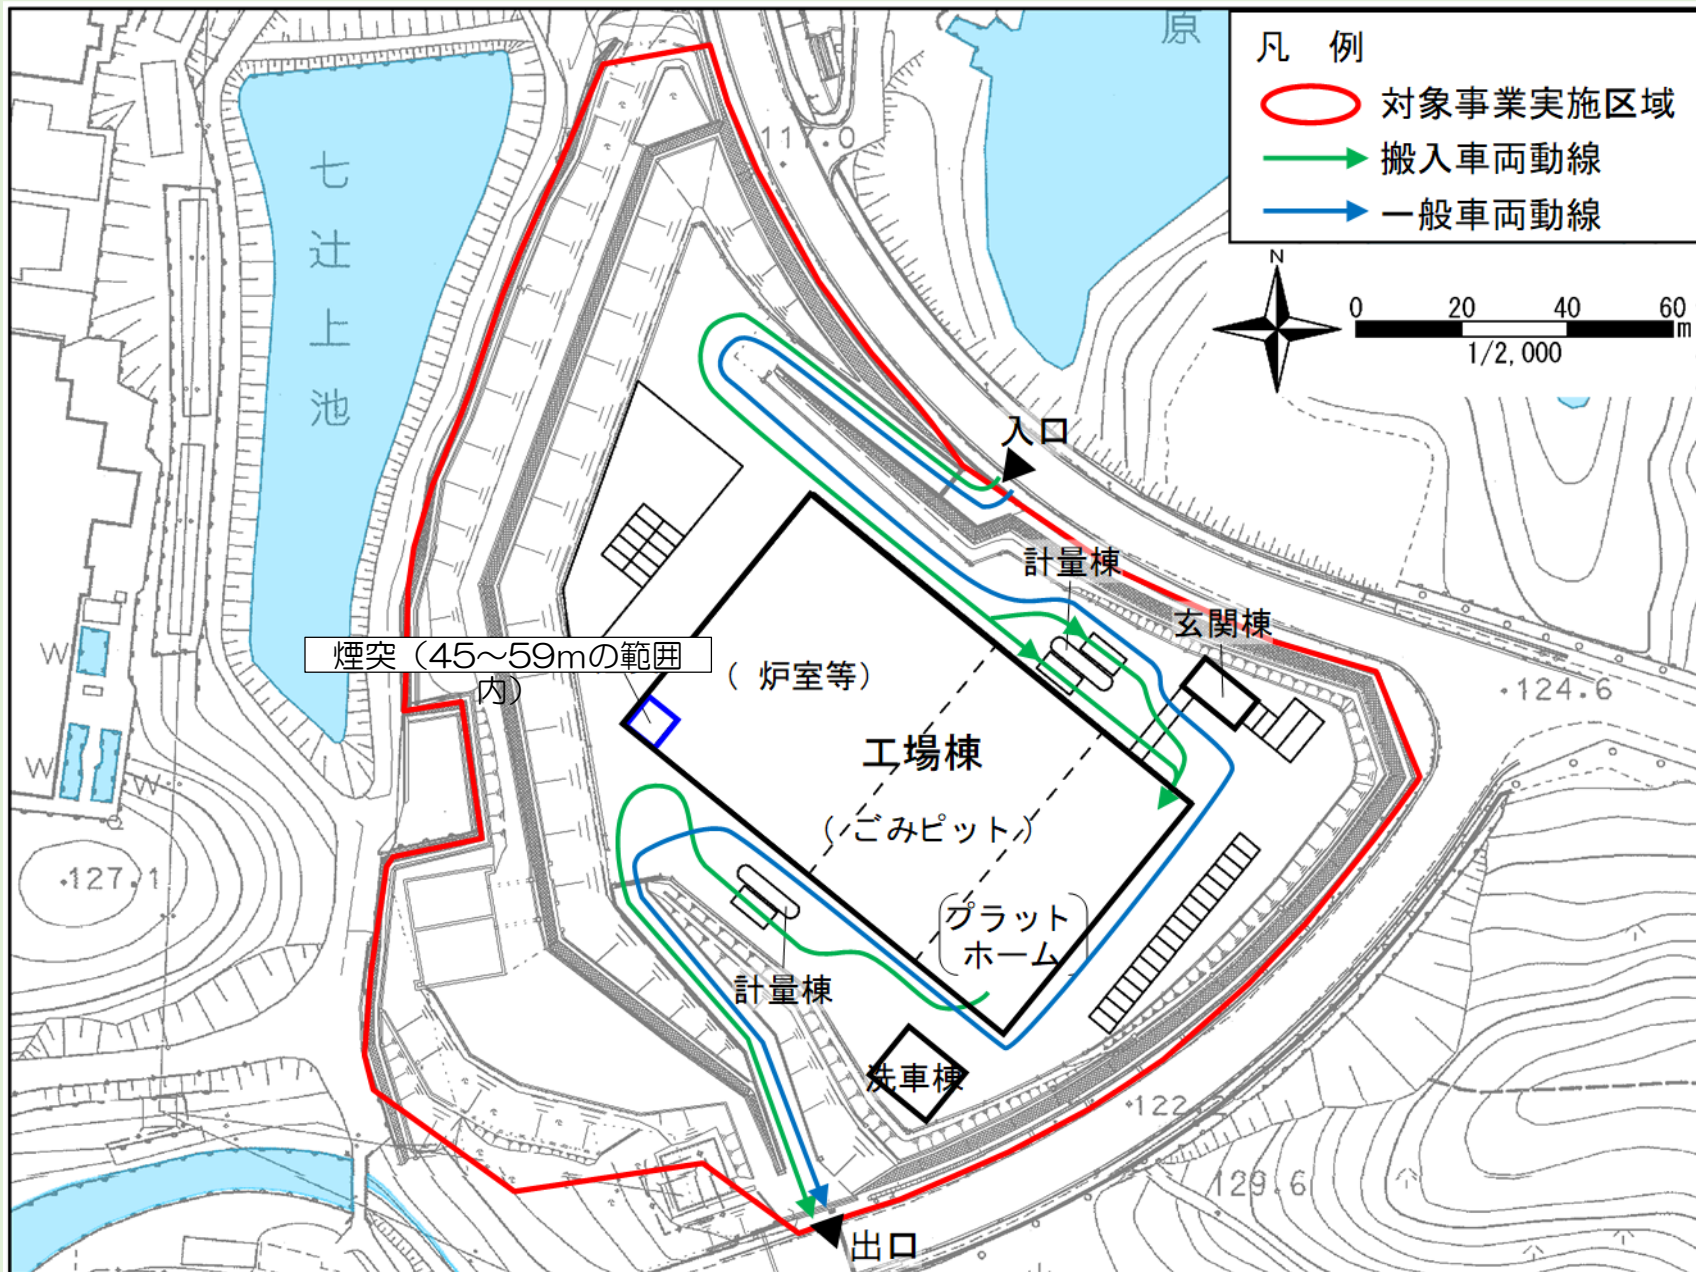 原
凡 例
対象事業実施区域
搬入車両動線
一般車両動線
117.0
N
0 20 40 60
m
1/2,000
七辻上池
入口
計量棟
玄関棟
W
煙突（45～59mの範囲
内）
（ 炉室等）
124.6
工場棟
W
W
（ごみピット）
127.1
プラット
ホーム
計量棟
洗車棟
122.
129.6
出口